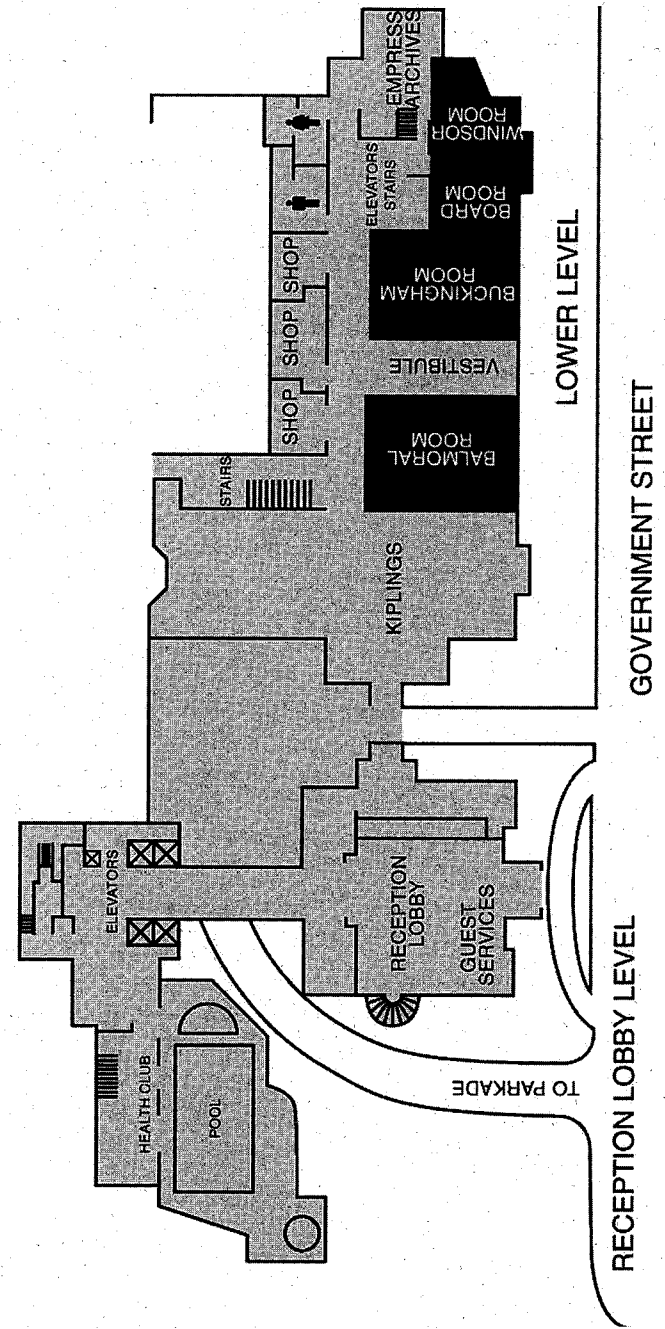 EMPRESS
ARCHIVES
WINDSOR
ROOM
ELEVATORS
STAIRS
BOARD
ROOM
SHOP
BUCKINGHAM
ROOM
SHOP
VESTIBULE
SHOP
BALMORAL
ROOM
STAIRS
KIPLINGS
LOWER LEVEL
GOVERNMENT STREET
ELEVATORS
RECEPTION
LOBBY
GUEST
SERVICES
HEALTH CLUB
POOL
TO PARKADE
RECEPTION LOBBY LEVEL